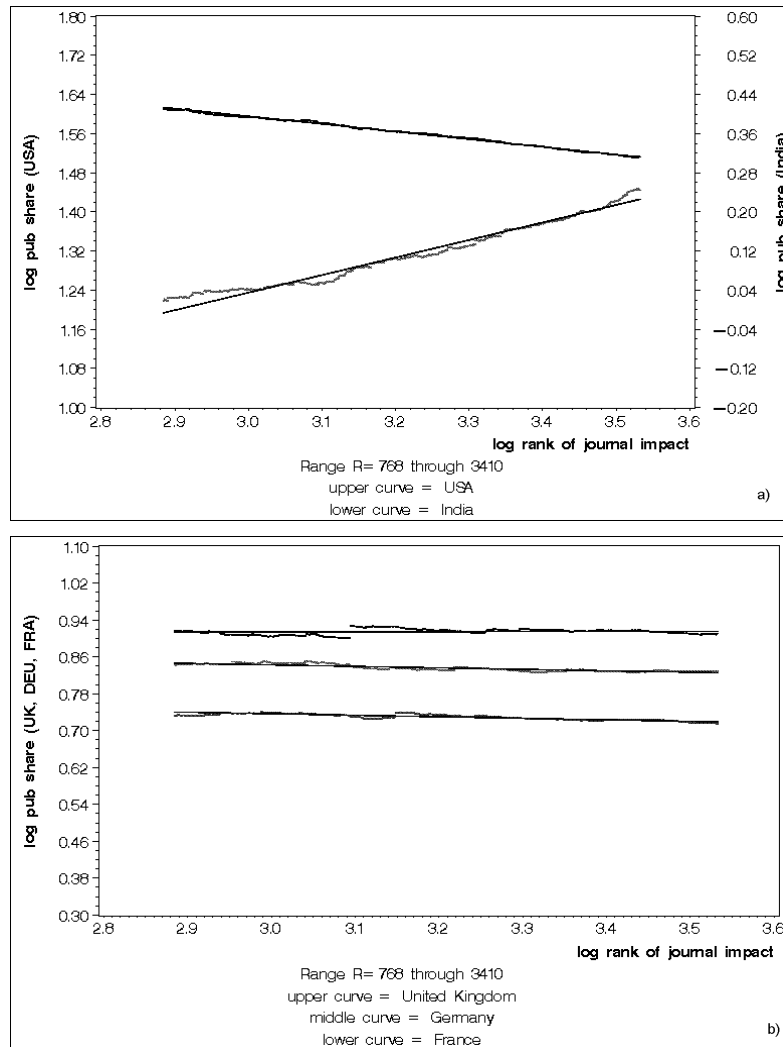 1.80
1.72
1.64
1.56
1.48
1.40
1.32
1.24
1.16
1.08
1.00
log pub share (USA)
0.60
0.52
0.44
0.36
0.28
0.20
0.12
0.04
−0.04
−0.12
−0.20
log pub share (India)
2.8 2.9 3.0 3.1 3.2 3.3 3.4 3.5 3.6
log rank of journal impact
Range R= 768 through 3410
upper curve = USA
lower curve = India
a)
1.10
1.02
0.94
0.86
0.78
0.70
0.62
0.54
0.46
0.38
0.30
log pub share (UK, DEU, FRA)
2.8 2.9 3.0 3.1 3.2 3.3 3.4 3.5 3.6
log rank of journal impact
Range R= 768 through 3410
upper curve = United Kingdom
middle curve = Germany
lower curve = France
b)